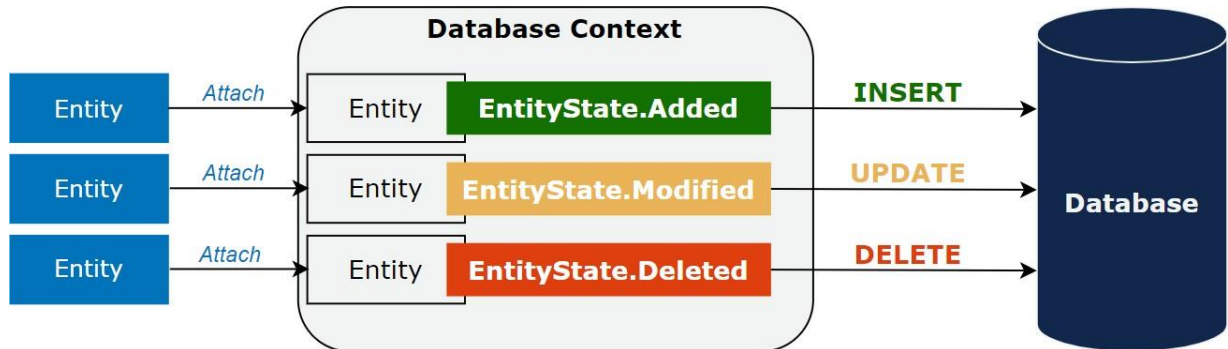 Database Context
Entity
Attach
Entity
EntityState.Added
INSERT
Entity
Attach
Entity
EntityState.Modified
UPDATE
Database
Entity
Attach
Entity
EntityState.Deleted
DELETE